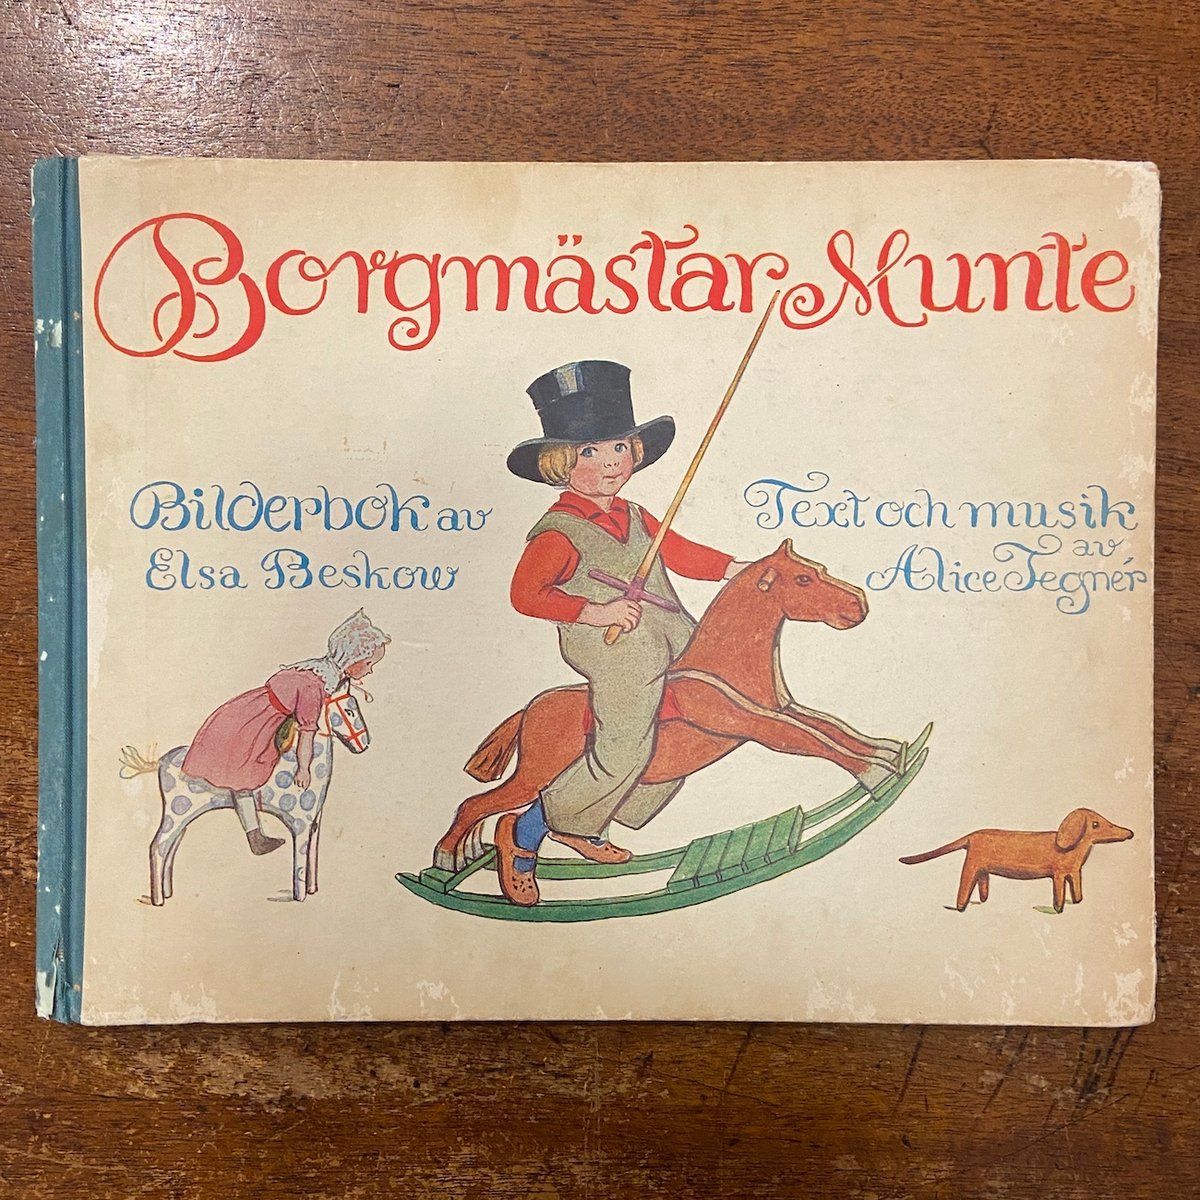 Borgmästar Munte
Bilderbok av
Elsa Beskow
Text och musik
av
Alice Tegnér